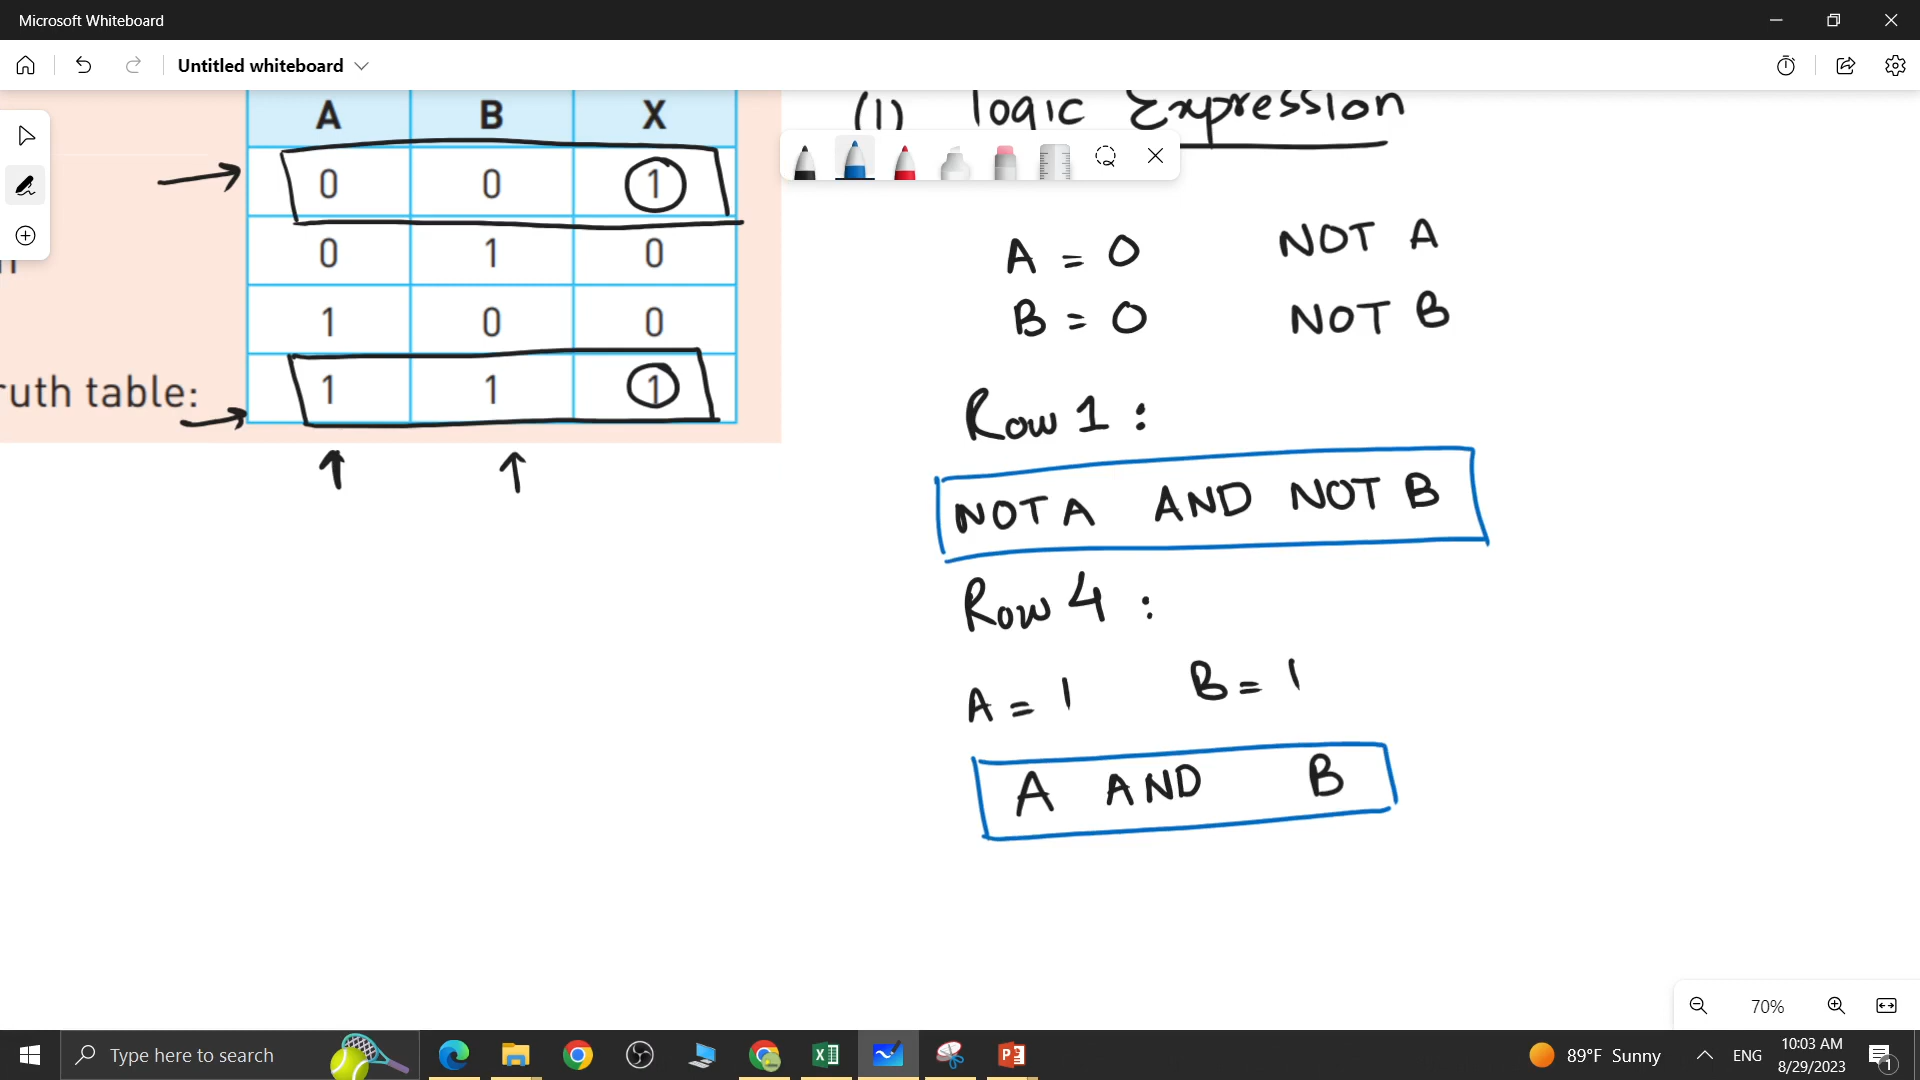 Microsoft Whiteboard
Untitled whiteboard
(1) logic Expression
A B X
0 0 1
0 1 0
1 0 0
1 1 1
ruth table:
A = 0 NOT A
B = 0 NOT B
Row 1 :
NOT A AND NOT B
Row 4 :
A = 1 B = 1
A AND B
70%
Type here to search
89°F Sunny
ENG
10:03 AM
8/29/2023
1